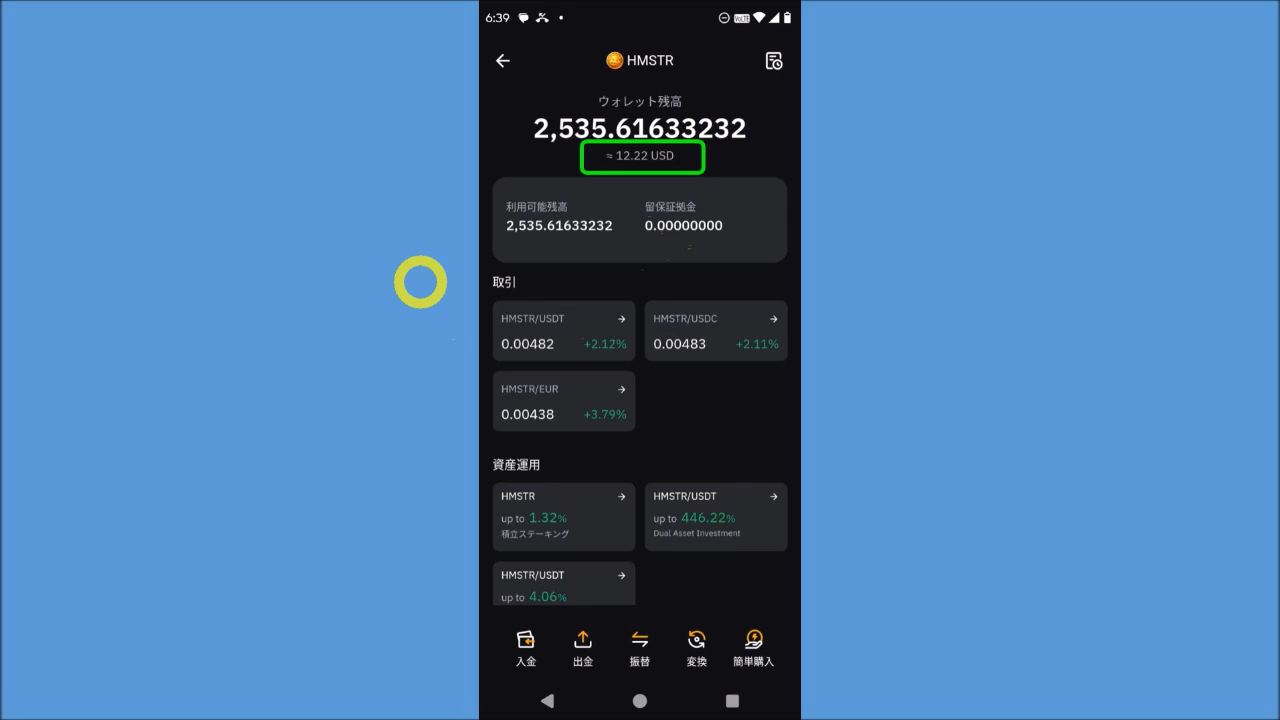 6:39
VoLTE
HMSTR
ウォレット残高
2,535.61633232
≈ 12.22 USD
利用可能残高
留保証拠金
2,535.61633232
0.00000000
取引
HMSTR/USDT
0.00482 +2.12%
HMSTR/USDC
0.00483 +2.11%
HMSTR/EUR
0.00438 +3.79%
資産運用
HMSTR
up to 1.32%
積立ステーキング
HMSTR/USDT
up to 446.22%
Dual Asset Investment
HMSTR/USDT
up to 4.06%
入金
出金
振替
変換
簡単購入